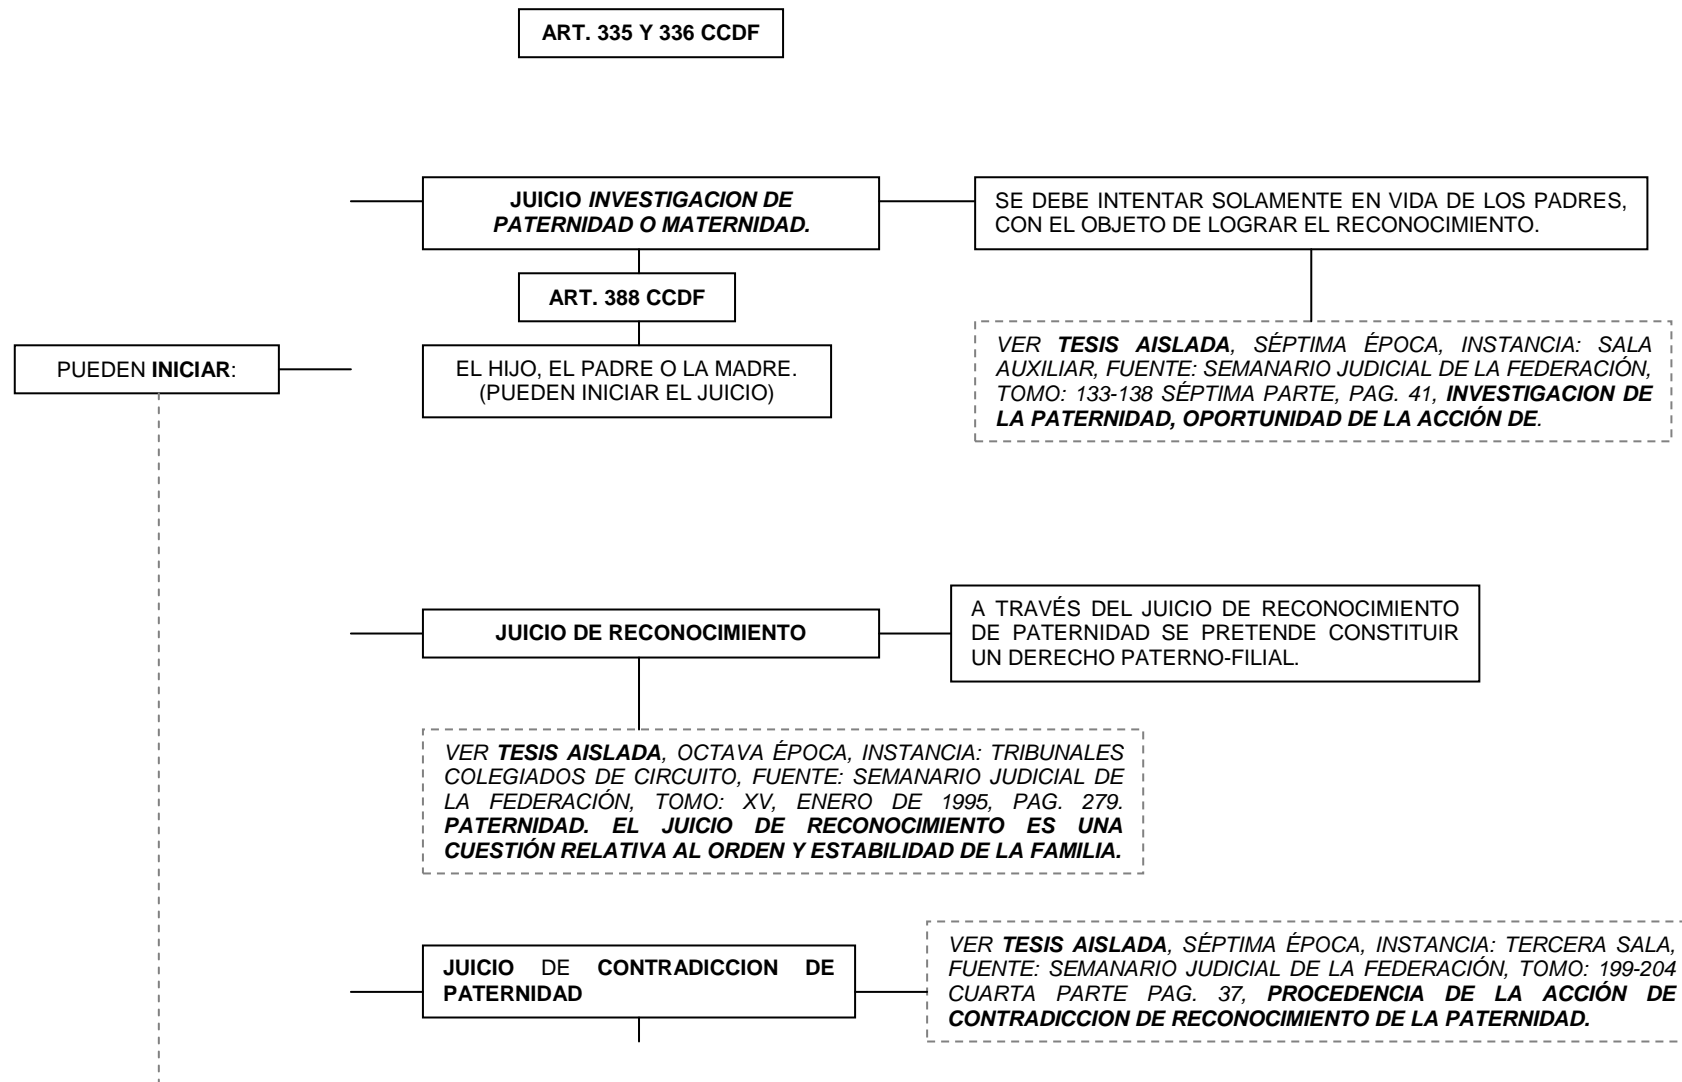 ART. 335 Y 336 CCDF
JUICIO INVESTIGACION DE
PATERNIDAD O MATERNIDAD.
SE DEBE INTENTAR SOLAMENTE EN VIDA DE LOS PADRES,
CON EL OBJETO DE LOGRAR EL RECONOCIMIENTO.
ART. 388 CCDF
PUEDEN INICIAR:
EL HIJO, EL PADRE O LA MADRE.
(PUEDEN INICIAR EL JUICIO)
VER TESIS AISLADA, SÉPTIMA ÉPOCA, INSTANCIA: SALA
AUXILIAR, FUENTE: SEMANARIO JUDICIAL DE LA FEDERACIÓN,
TOMO: 133-138 SÉPTIMA PARTE, PAG. 41, INVESTIGACION DE
LA PATERNIDAD, OPORTUNIDAD DE LA ACCIÓN DE.
JUICIO DE RECONOCIMIENTO
A TRAVÉS DEL JUICIO DE RECONOCIMIENTO
DE PATERNIDAD SE PRETENDE CONSTITUIR
UN DERECHO PATERNO-FILIAL.
VER TESIS AISLADA, OCTAVA ÉPOCA, INSTANCIA: TRIBUNALES
COLEGIADOS DE CIRCUITO, FUENTE: SEMANARIO JUDICIAL DE
LA FEDERACIÓN, TOMO: XV, ENERO DE 1995, PAG. 279.
PATERNIDAD. EL JUICIO DE RECONOCIMIENTO ES UNA
CUESTIÓN RELATIVA AL ORDEN Y ESTABILIDAD DE LA FAMILIA.
JUICIO DE CONTRADICCION DE
PATERNIDAD
VER TESIS AISLADA, SÉPTIMA ÉPOCA, INSTANCIA: TERCERA SALA,
FUENTE: SEMANARIO JUDICIAL DE LA FEDERACIÓN, TOMO: 199-204
CUARTA PARTE PAG. 37, PROCEDENCIA DE LA ACCIÓN DE
CONTRADICCION DE RECONOCIMIENTO DE LA PATERNIDAD.